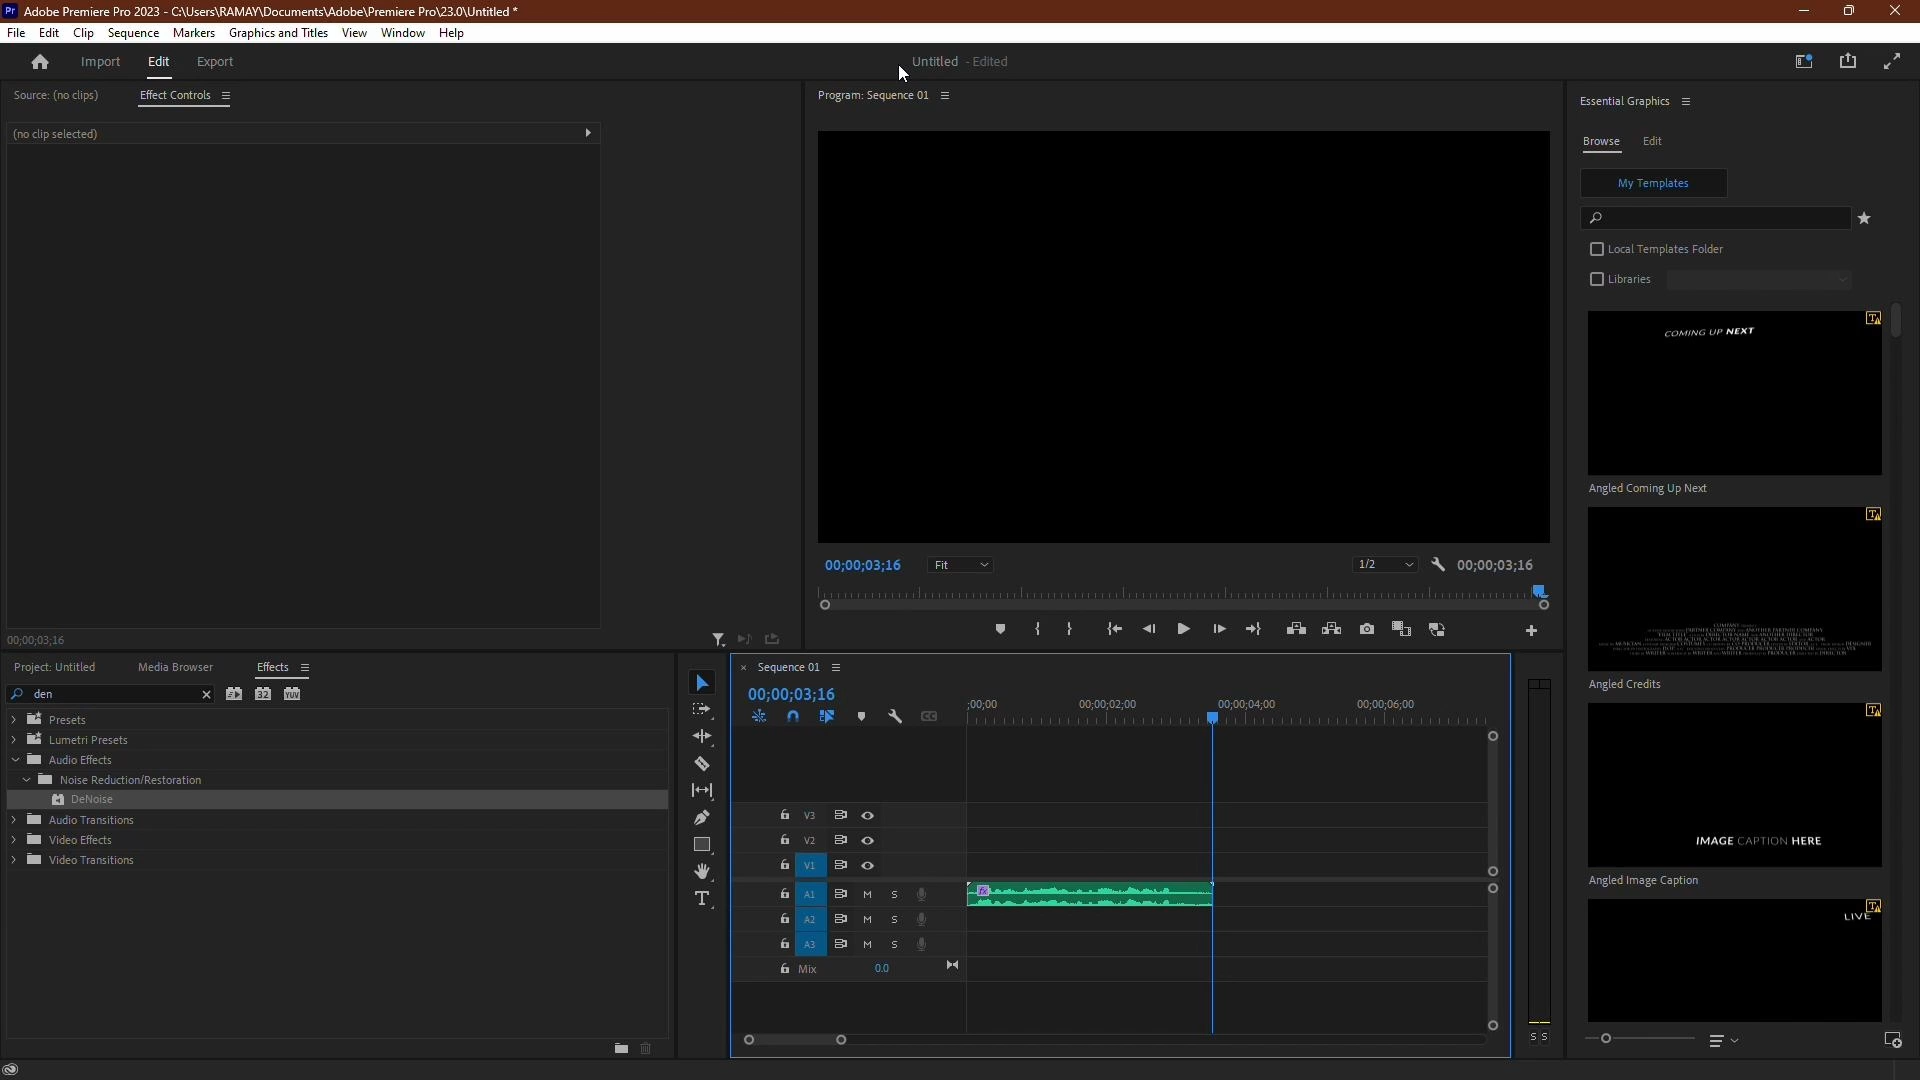 Pr Adobe Premiere Pro 2023 - C:\Users\RAMAY\Documents\Adobe\Premiere Pro\23.0\Untitled *
File Edit Clip Sequence Markers Graphics and Titles View Window Help
Import Edit Export Untitled - Edited
Source: (no clips) Effect Controls
Program: Sequence 01
Essential Graphics
(no clip selected)
Browse Edit
My Templates
Local Templates Folder
Libraries
COMING UP NEXT
Angled Coming Up Next
Angled Credits
IMAGE CAPTION HERE
Angled Image Caption
LIVE
00;00;03;16 Fit 1/2 00;00;03;16
00;00;03;16
Project: Untitled Media Browser Effects
den
32 YUV
Presets
Lumetri Presets
Audio Effects
Noise Reduction/Restoration
DeNoise
Audio Transitions
Video Effects
Video Transitions
× Sequence 01
00;00;03;16
;00;00 00;00;02;00 00;00;04;00 00;00;06;00
V3
V2
V1
A1 M S fx
A2 M S
A3 M S
Mix 0.0
S S